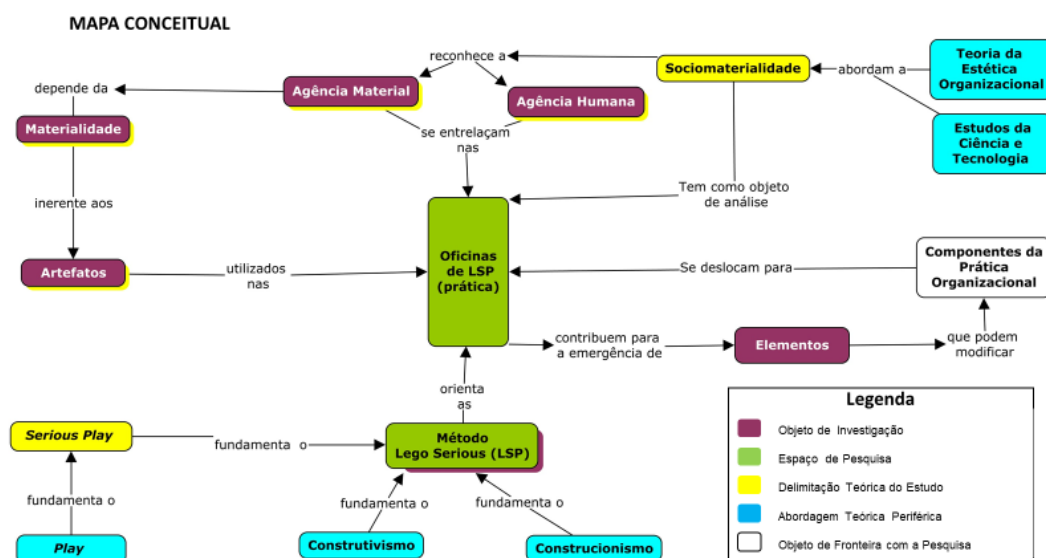 MAPA CONCEITUAL
reconhece a
Sociomaterialidade
abordam a
Teoria da
Estética
Organizacional
depende da
Agência Material
Agência Humana
Materialidade
se entrelaçam
nas
Estudos da
Ciência e
Tecnologia
inerente aos
Tem como objeto
de análise
Artefatos
utilizados
nas
Oficinas
de LSP
(prática)
Se deslocam para
Componentes da
Prática
Organizacional
contribuem para
a emergência de
Elementos
que podem
modificar
orienta
as
Serious Play
fundamenta o
Método
Lego Serious (LSP)
fundamenta o
fundamenta o
fundamenta o
Play
Construtivismo
Construcionismo
Legenda
Objeto de Investigação
Espaço de Pesquisa
Delimitação Teórica do Estudo
Abordagem Teórica Periférica
Objeto de Fronteira com a Pesquisa